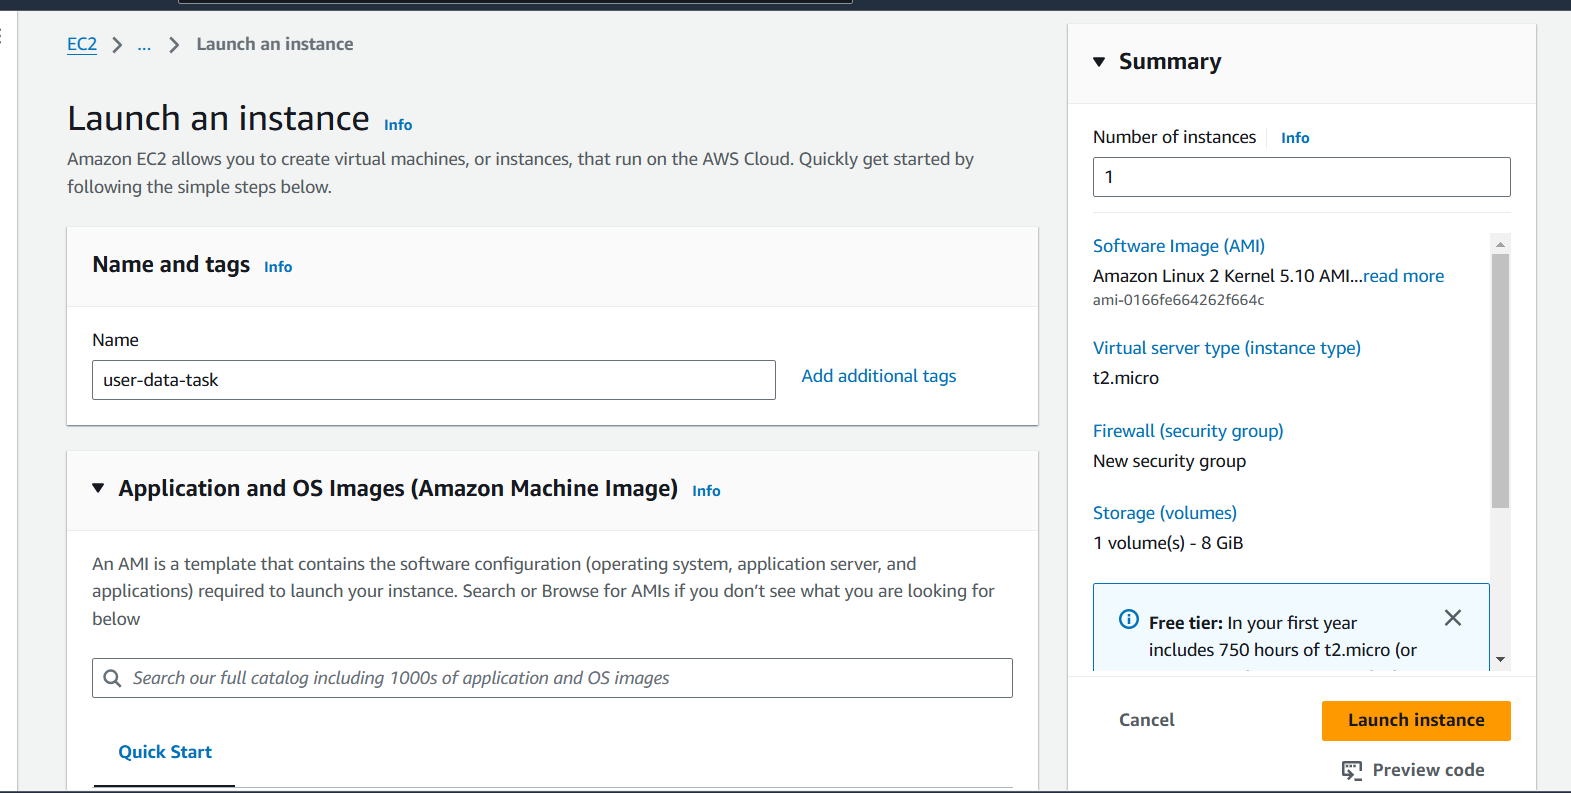 EC2 > ... > Launch an instance
Launch an instance Info
Amazon EC2 allows you to create virtual machines, or instances, that run on the AWS Cloud. Quickly get started by
following the simple steps below.
Name and tags Info
Name
user-data-task
Add additional tags
Application and OS Images (Amazon Machine Image) Info
An AMI is a template that contains the software configuration (operating system, application server, and
applications) required to launch your instance. Search or Browse for AMIs if you don’t see what you are looking for
below
Search our full catalog including 1000s of application and OS images
Quick Start
Summary
Number of instances Info
1
Software Image (AMI)
Amazon Linux 2 Kernel 5.10 AMI...read more
ami-0166fe664262f664c
Virtual server type (instance type)
t2.micro
Firewall (security group)
New security group
Storage (volumes)
1 volume(s) - 8 GiB
Free tier: In your first year
includes 750 hours of t2.micro (or
Cancel
Launch instance
Preview code